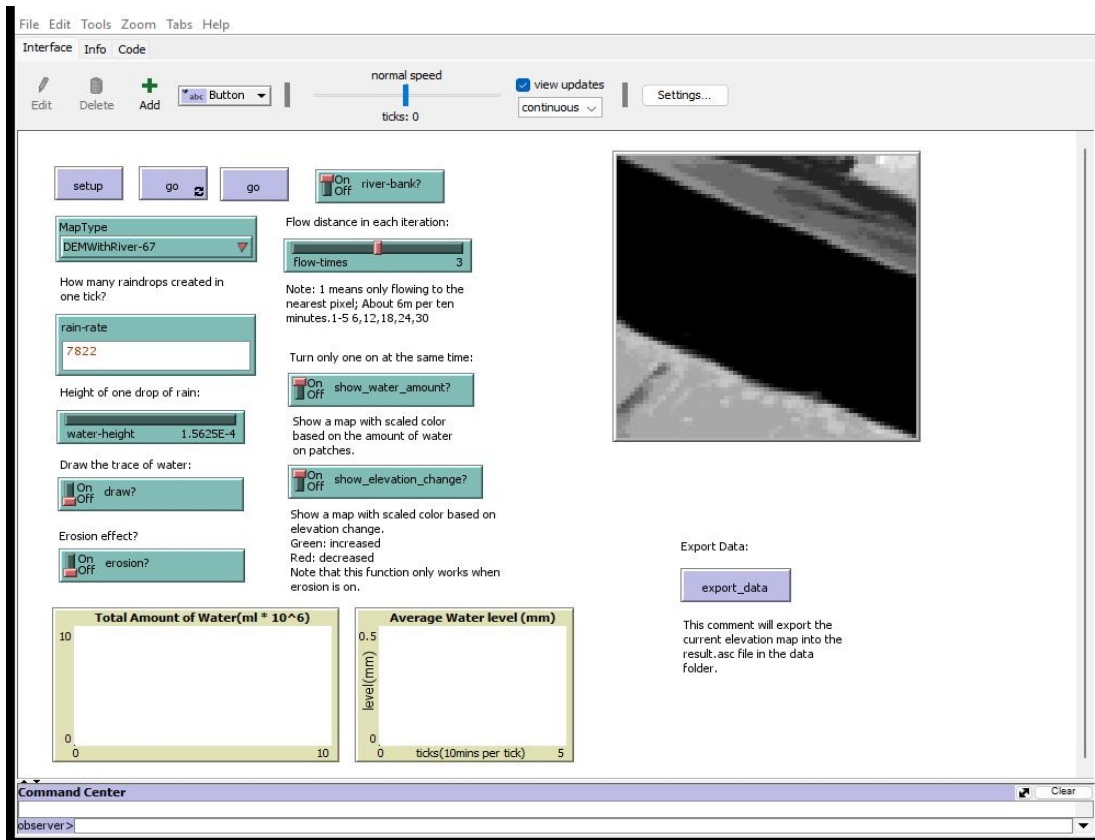 File Edit Tools Zoom Tabs Help
Interface Info Code
normal speed
view updates
Edit Delete Add abc Button continuous Settings...
ticks: 0
setup go go
On Off river-bank?
MapType
DEMWithRiver-67
Flow distance in each iteration:
flow-times 3
How many raindrops created in
one tick?
Note: 1 means only flowing to the
nearest pixel; About 6m per ten
minutes.1-5 6,12,18,24,30
rain-rate
7822
Turn only one on at the same time:
On Off show_water_amount?
Height of one drop of rain:
water-height 1.5625E-4
Show a map with scaled color
based on the amount of water
on patches.
Draw the trace of water:
On Off draw?
On Off show_elevation_change?
Show a map with scaled color based on
elevation change.
Green: increased
Red: decreased
Note that this function only works when
erosion is on.
Erosion effect?
On Off erosion?
Export Data:
export_data
This comment will export the
current elevation map into the
result.asc file in the data
folder.
Total Amount of Water(ml * 10^6)
10
0
0 10
Average Water level (mm)
0.5
level(mm)
0
0 ticks(10mins per tick) 5
Command Center Clear
observer>